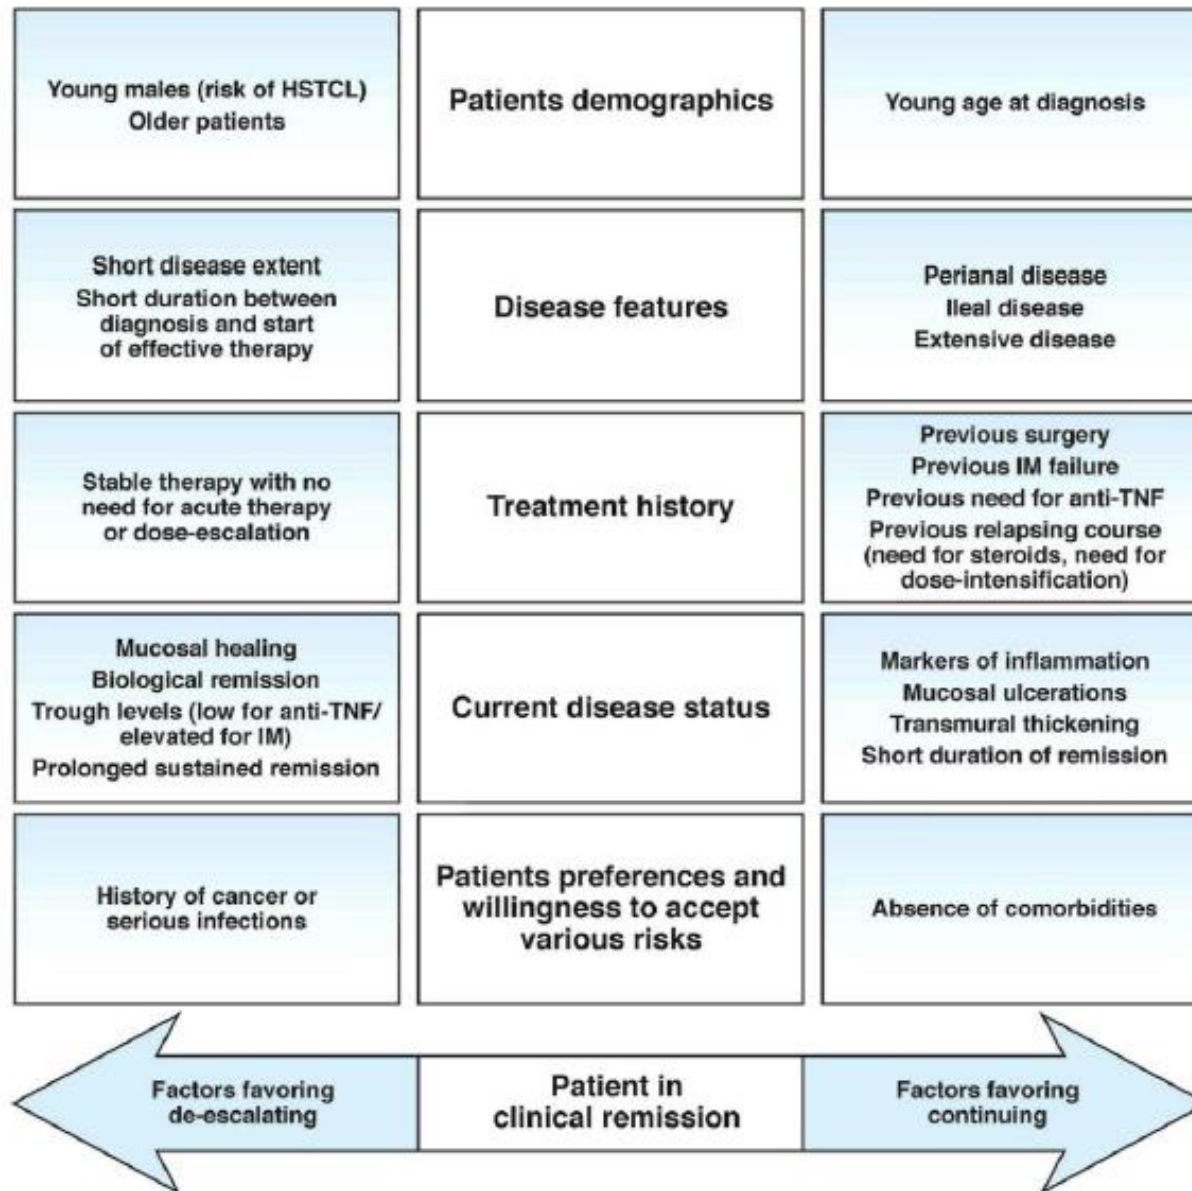 Young males (risk of HSTCL)
Older patients
Patients demographics
Young age at diagnosis
Short disease extent
Short duration between
diagnosis and start
of effective therapy
Disease features
Perianal disease
Ileal disease
Extensive disease
Stable therapy with no
need for acute therapy
or dose-escalation
Treatment history
Previous surgery
Previous IM failure
Previous need for anti-TNF
Previous relapsing course
(need for steroids, need for
dose-intensification)
Mucosal healing
Biological remission
Trough levels (low for anti-TNF/
elevated for IM)
Prolonged sustained remission
Current disease status
Markers of inflammation
Mucosal ulcerations
Transmural thickening
Short duration of remission
History of cancer or
serious infections
Patients preferences and
willingness to accept
various risks
Absence of comorbidities
Factors favoring
de-escalating
Patient in
clinical remission
Factors favoring
continuing